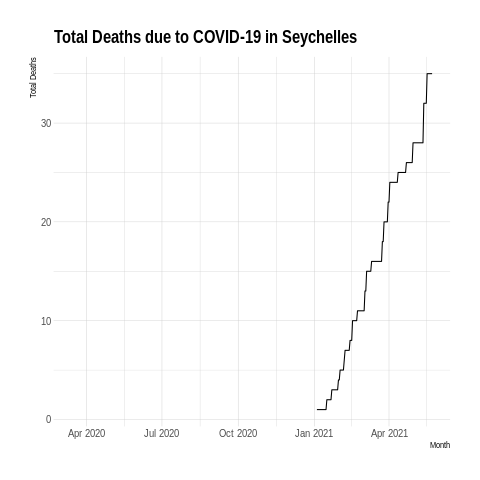 Total Deaths due to COVID-19 in Seychelles
Total Deaths
30
20
10
0
Apr 2020 Jul 2020 Oct 2020 Jan 2021 Apr 2021
Month